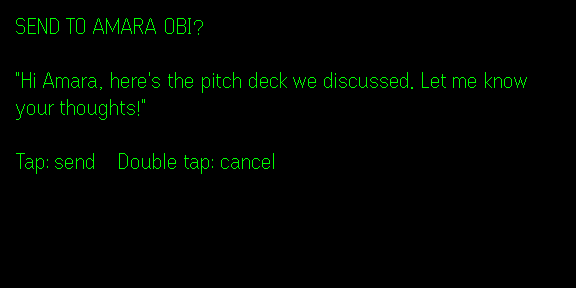 SEND TO AMARA OBI?
"Hi Amara, here's the pitch deck we discussed. Let me know
your thoughts!"
Tap: send    Double tap: cancel